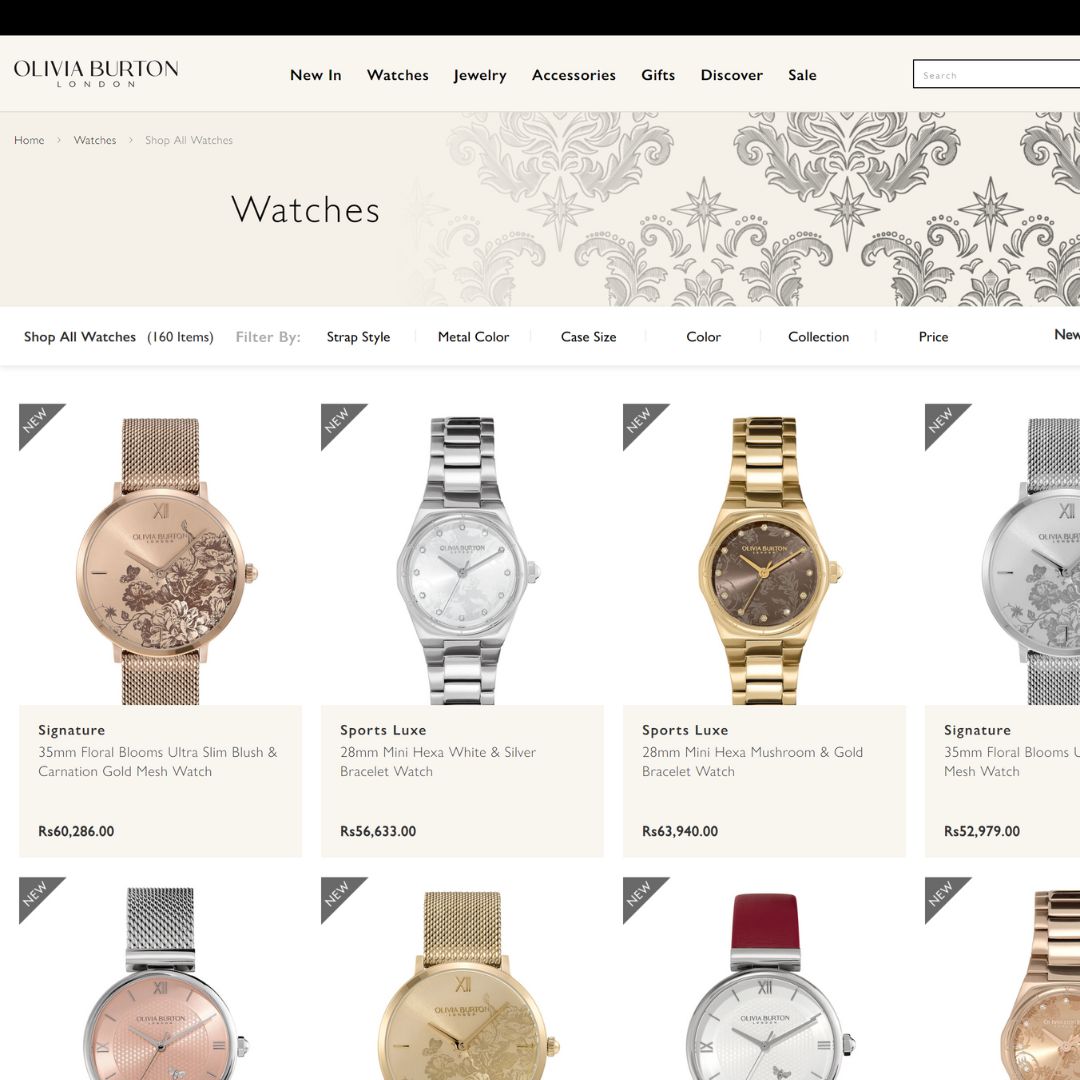 OLIVIA BURTON
LONDON
New In
Watches
Jewelry
Accessories
Gifts
Discover
Sale
Search
Home > Watches > Shop All Watches
Watches
Shop All Watches (160 Items)
Filter By:
Strap Style
Metal Color
Case Size
Color
Collection
Price
New
NEW
NEW
NEW
NEW
XII
OLIVIA BURTON
LONDON
OLIVIA BURTON
LONDON
OLIVIA BURTON
LONDON
XII
Signature
35mm Floral Blooms Ultra Slim Blush &
Carnation Gold Mesh Watch
Rs60,286.00
Sports Luxe
28mm Mini Hexa White & Silver
Bracelet Watch
Rs56,633.00
Sports Luxe
28mm Mini Hexa Mushroom & Gold
Bracelet Watch
Rs63,940.00
Signature
35mm Floral Blooms
Mesh Watch
Rs52,979.00
NEW
NEW
NEW
NEW
XII
OLIVIA BURTON
LONDON
XII
OLIVIA BURTON
LONDON
XII
OLIVIA BURTON
LONDON